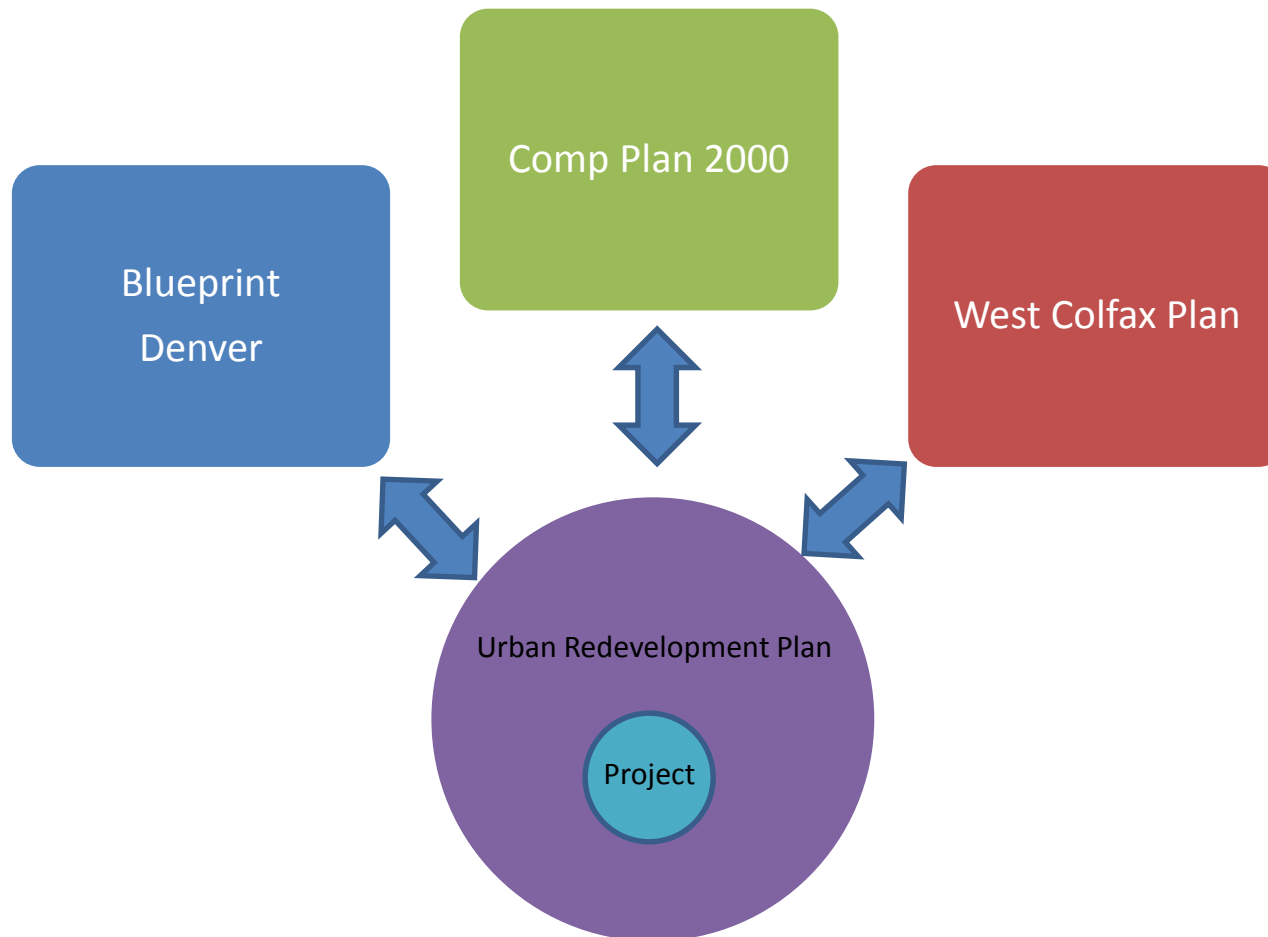 Comp Plan 2000
Blueprint
Denver
West Colfax Plan
Urban Redevelopment Plan
Project